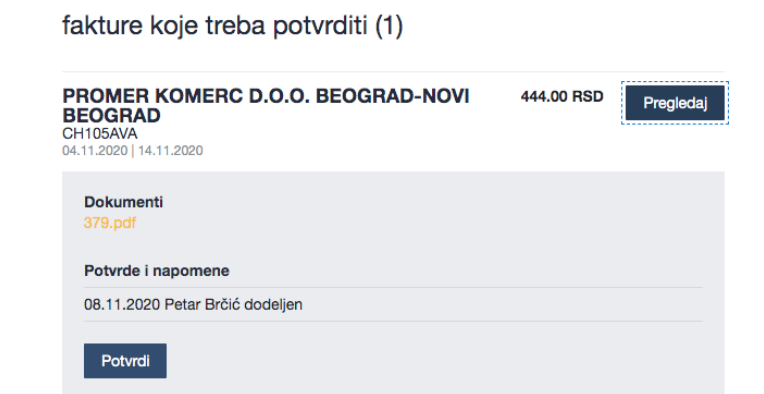 fakture koje treba potvrditi (1)
PROMER KOMERC D.O.O. BEOGRAD-NOVI
BEOGRAD
444.00 RSD
Pregledaj
CH105AVA
04.11.2020 | 14.11.2020
Dokumenti
379.pdf
Potvrde i napomene
08.11.2020 Petar Brčić dodeljen
Potvrdi